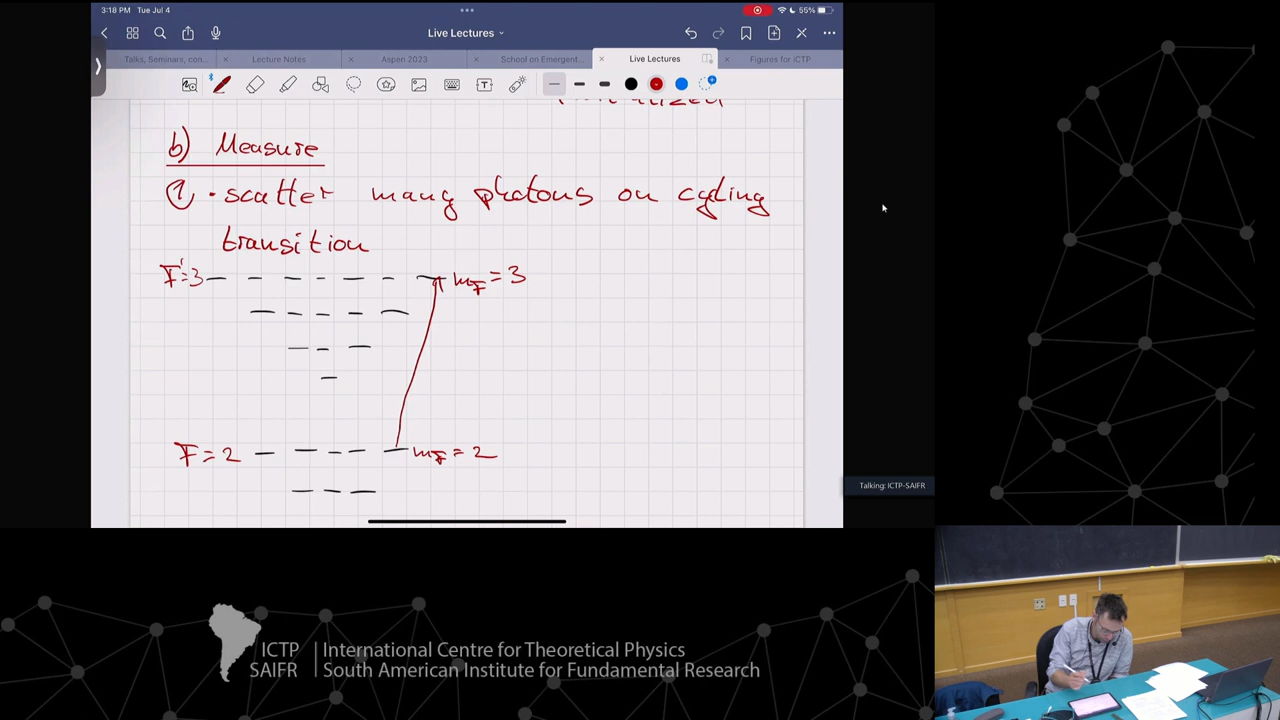 3:18 PM Tue Jul 4
55%
Live Lectures
Talks, Seminars, con...
Lecture Notes
Aspen 2023
School on Emergent...
Live Lectures
Figures for ICTP
b) Measure
① · scatter many photons on cycling
transition
F'=3
m_F = 3
F = 2
m_F = 2
Talking: ICTP-SAIFR
ICTP
SAIFR
International Centre for Theoretical Physics
South American Institute for Fundamental Research